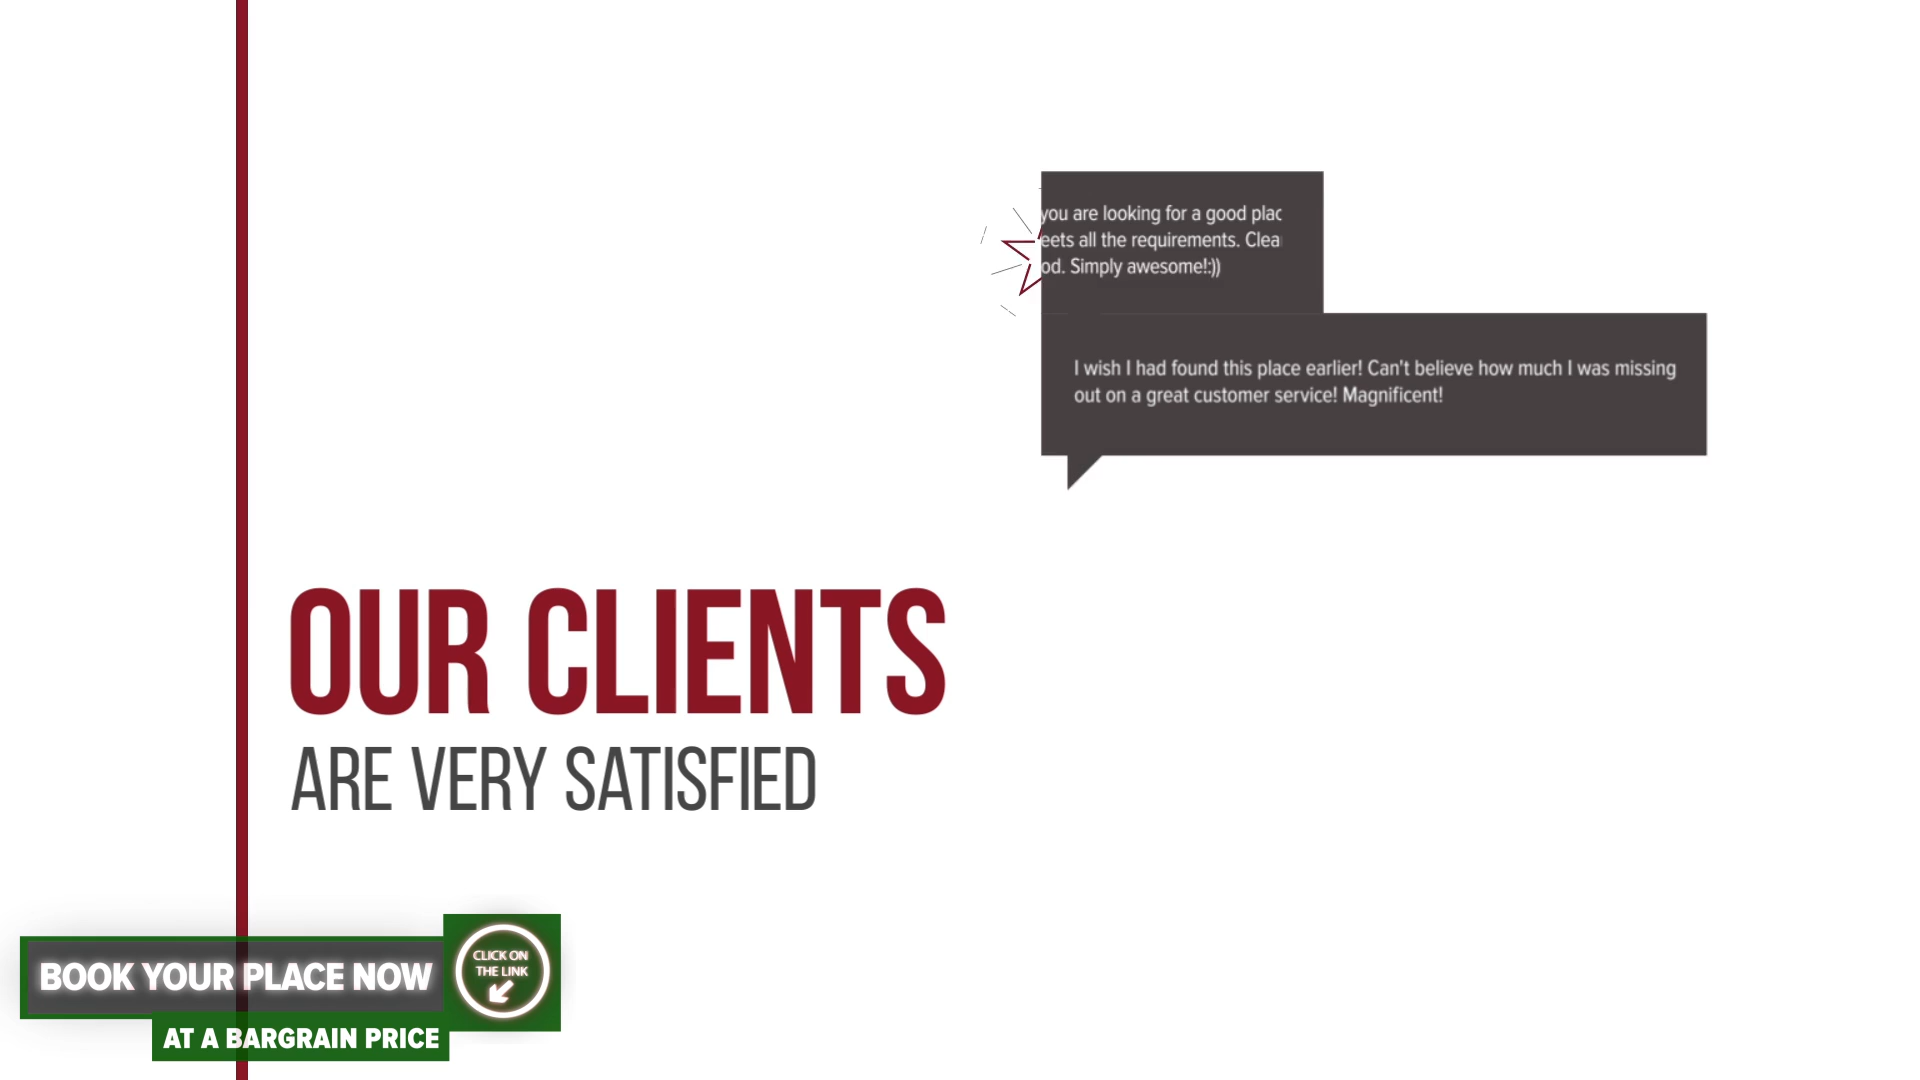 you are looking for a good plac
eets all the requirements. Clea
od. Simply awesome!:))
I wish I had found this place earlier! Can't believe how much I was missing
out on a great customer service! Magnificent!
OUR CLIENTS
ARE VERY SATISFIED
BOOK YOUR PLACE NOW
CLICK ON
THE LINK
AT A BARGRAIN PRICE